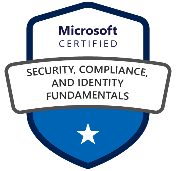 Microsoft
CERTIFIED
SECURITY, COMPLIANCE,
AND IDENTITY
FUNDAMENTALS